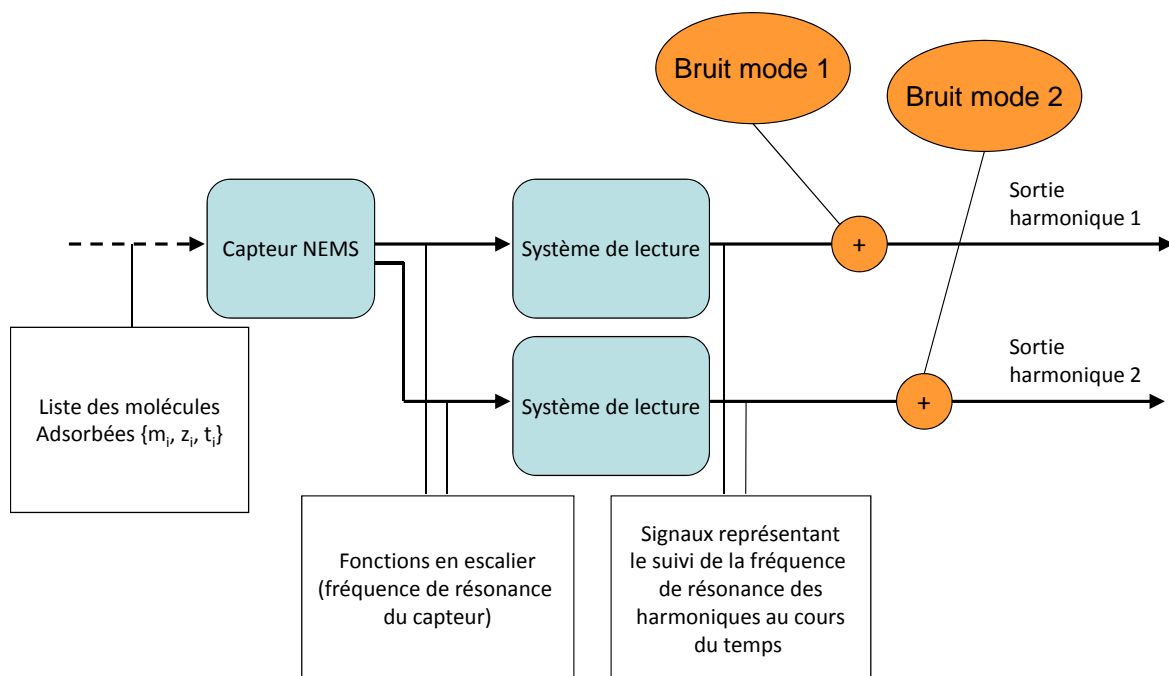 Bruit mode 1
Bruit mode 2
Sortie
harmonique 1
Capteur NEMS
Système de lecture
+
Sortie
harmonique 2
Système de lecture
+
Liste des molécules
Adsorbées {mi, zi, ti}
Fonctions en escalier
(fréquence de résonance
du capteur)
Signaux représentant
le suivi de la fréquence
de résonance des
harmoniques au cours
du temps